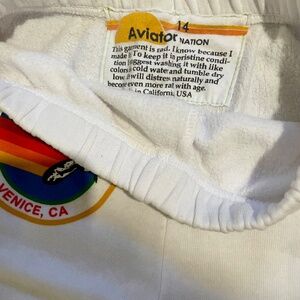 14
Aviator
NATION
This garment is rad. I know because I
made it. To keep it in pristine condi-
tion I suggest washing it with like
colors in cold water and tumble dry
low. It will distress naturally and
become even more rad with age.
in California, USA
VENICE, CA